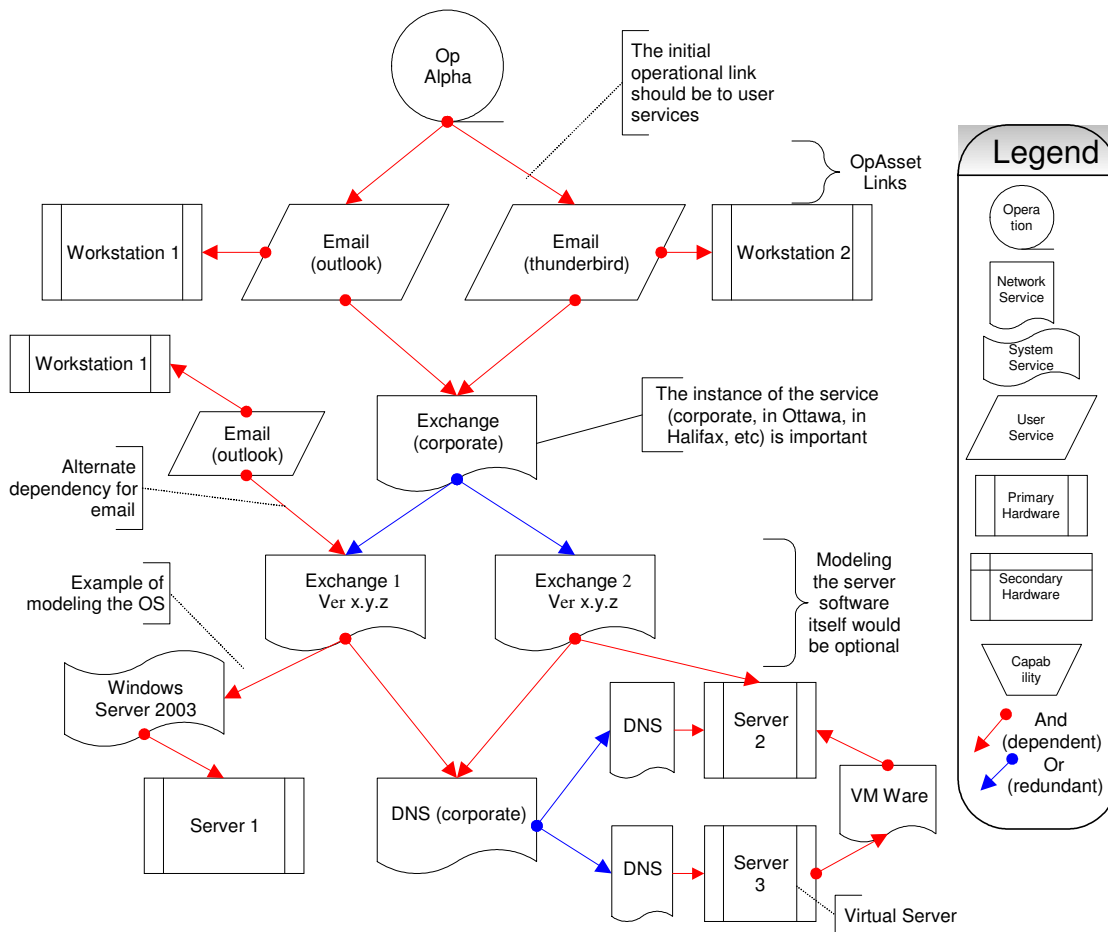 Op
Alpha
The initial
operational link
should be to user
services
OpAsset
Links
Workstation 1
Email
(outlook)
Email
(thunderbird)
Workstation 2
Workstation 1
Email
(outlook)
Exchange
(corporate)
The instance of the service
(corporate, in Ottawa, in
Halifax, etc) is important
Alternate
dependency for
email
Exchange 1
Ver x.y.z
Exchange 2
Ver x.y.z
Modeling
the server
software
itself would
be optional
Example of
modeling the OS
Windows
Server 2003
Server 1
DNS (corporate)
DNS
Server
2
VM Ware
DNS
Server
3
Virtual Server
Legend
Opera
tion
Network
Service
System
Service
User
Service
Primary
Hardware
Secondary
Hardware
Capab
ility
And
(dependent)
Or
(redundant)